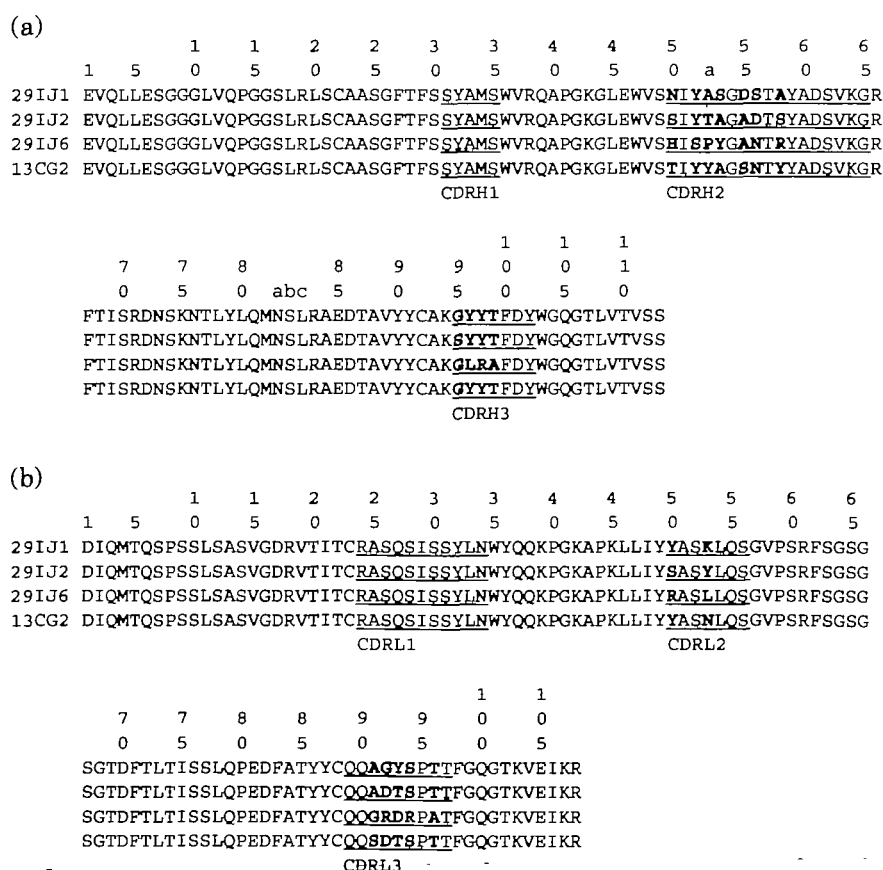 (a)
1 1 2 2 3 3 4 4 5 5 6 6
1 5 0 5 0 5 0 5 0 5 0 a 5 0 5
29IJ1 EVQLLESGGGLVQPGGSLRLSCAASGFTFSSYAMSWVRQAPGKGLEWVSNIYASGDSTAYADSVKGR
29IJ2 EVQLLESGGGLVQPGGSLRLSCAASGFTFSSYAMSWVRQAPGKGLEWVSSIYTAGADTSYADSVKGR
29IJ6 EVQLLESGGGLVQPGGSLRLSCAASGFTFSSYAMSWVRQAPGKGLEWVSHISPYGANTRYADSVKGR
13CG2 EVQLLESGGGLVQPGGSLRLSCAASGFTFSSYAMSWVRQAPGKGLEWVSTIYYAGSNTYYADSVKGR
CDRH1 CDRH2
1 1 1
7 7 8 8 9 9 0 0 1
0 5 0 abc 5 0 5 0 5 0
FTISRDNSKNTLYLQMNSLRAEDTAVYYCAKGYYTFDYWGQGTLVTVSS
FTISRDNSKNTLYLQMNSLRAEDTAVYYCAKSYYTFDYWGQGTLVTVSS
FTISRDNSKNTLYLQMNSLRAEDTAVYYCAKGLRAFDYWGQGTLVTVSS
FTISRDNSKNTLYLQMNSLRAEDTAVYYCAKGYYTFDYWGQGTLVTVSS
CDRH3
(b)
1 1 2 2 3 3 4 4 5 5 6 6
1 5 0 5 0 5 0 5 0 5 0 5 0 5
29IJ1 DIQMTQSPSSLSASVGDRVTITCRASQSISSYLNWYQQKPGKAPKLLIYYASKLQSGVPSRFSGSG
29IJ2 DIQMTQSPSSLSASVGDRVTITCRASQSISSYLNWYQQKPGKAPKLLIYSASYLQSGVPSRFSGSG
29IJ6 DIQMTQSPSSLSASVGDRVTITCRASQSISSYLNWYQQKPGKAPKLLIYRASLLQSGVPSRFSGSG
13CG2 DIQMTQSPSSLSASVGDRVTITCRASQSISSYLNWYQQKPGKAPKLLIYYASNLQSGVPSRFSGSG
CDRL1 CDRL2
1 1
7 7 8 8 9 9 0 0
0 5 0 5 0 5 0 5
SGTDFTLTISSLQPEDFATYYCQQAGYSPTTFGQGTKVEIKR
SGTDFTLTISSLQPEDFATYYCQQADTSPTTFGQGTKVEIKR
SGTDFTLTISSLQPEDFATYYCQQGRDRPATFGQGTKVEIKR
SGTDFTLTISSLQPEDFATYYCQQSDTSPTTFGQGTKVEIKR
CDRL3